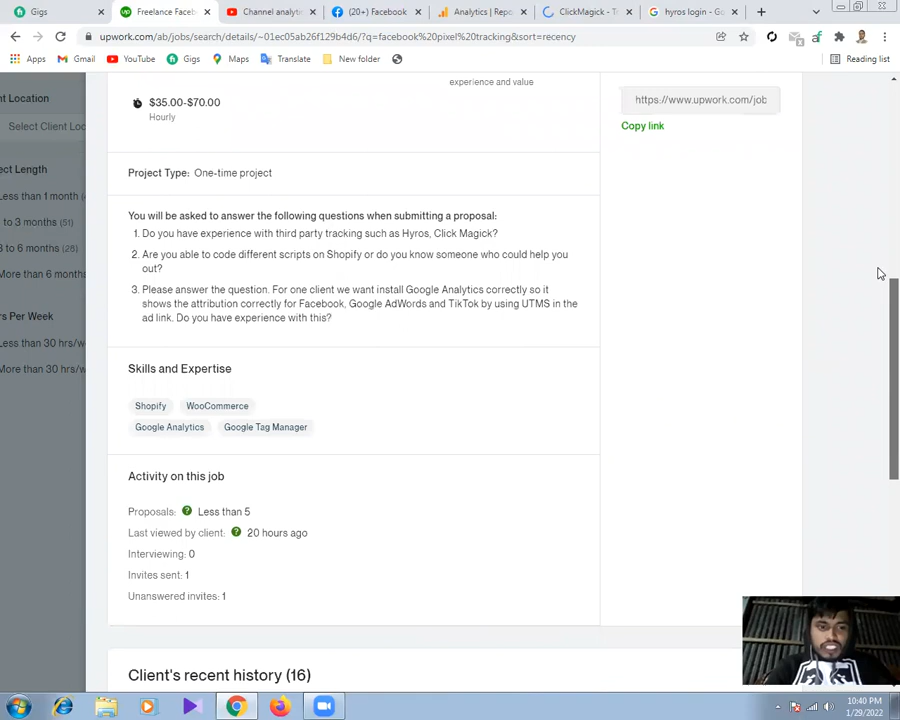 Gigs
Freelance Faceb
Channel analyti
(20+) Facebook
Analytics | Repo
ClickMagick - Tr
hyros login - Go
upwork.com/ab/jobs/search/details/~01ec05ab26f129b4d6/?q=facebook%20pixel%20tracking&sort=recency
Apps
Gmail
YouTube
Gigs
Maps
Translate
New folder
Reading list
nt Location
Select Client Loc
ect Length
Less than 1 month
to 3 months (51)
3 to 6 months (28)
More than 6 months
rs Per Week
Less than 30 hrs/w
More than 30 hrs/w
experience and value
$35.00-$70.00
Hourly
https://www.upwork.com/job
Copy link
Project Type: One-time project
You will be asked to answer the following questions when submitting a proposal:
1. Do you have experience with third party tracking such as Hyros, Click Magick?
2. Are you able to code different scripts on Shopify or do you know someone who could help you
out?
3. Please answer the question. For one client we want install Google Analytics correctly so it
shows the attribution correctly for Facebook, Google AdWords and TikTok by using UTMS in the
ad link. Do you have experience with this?
Skills and Expertise
Shopify
WooCommerce
Google Analytics
Google Tag Manager
Activity on this job
Proposals: ? Less than 5
Last viewed by client: ? 20 hours ago
Interviewing: 0
Invites sent: 1
Unanswered invites: 1
Client's recent history (16)
10:40 PM
1/29/2022